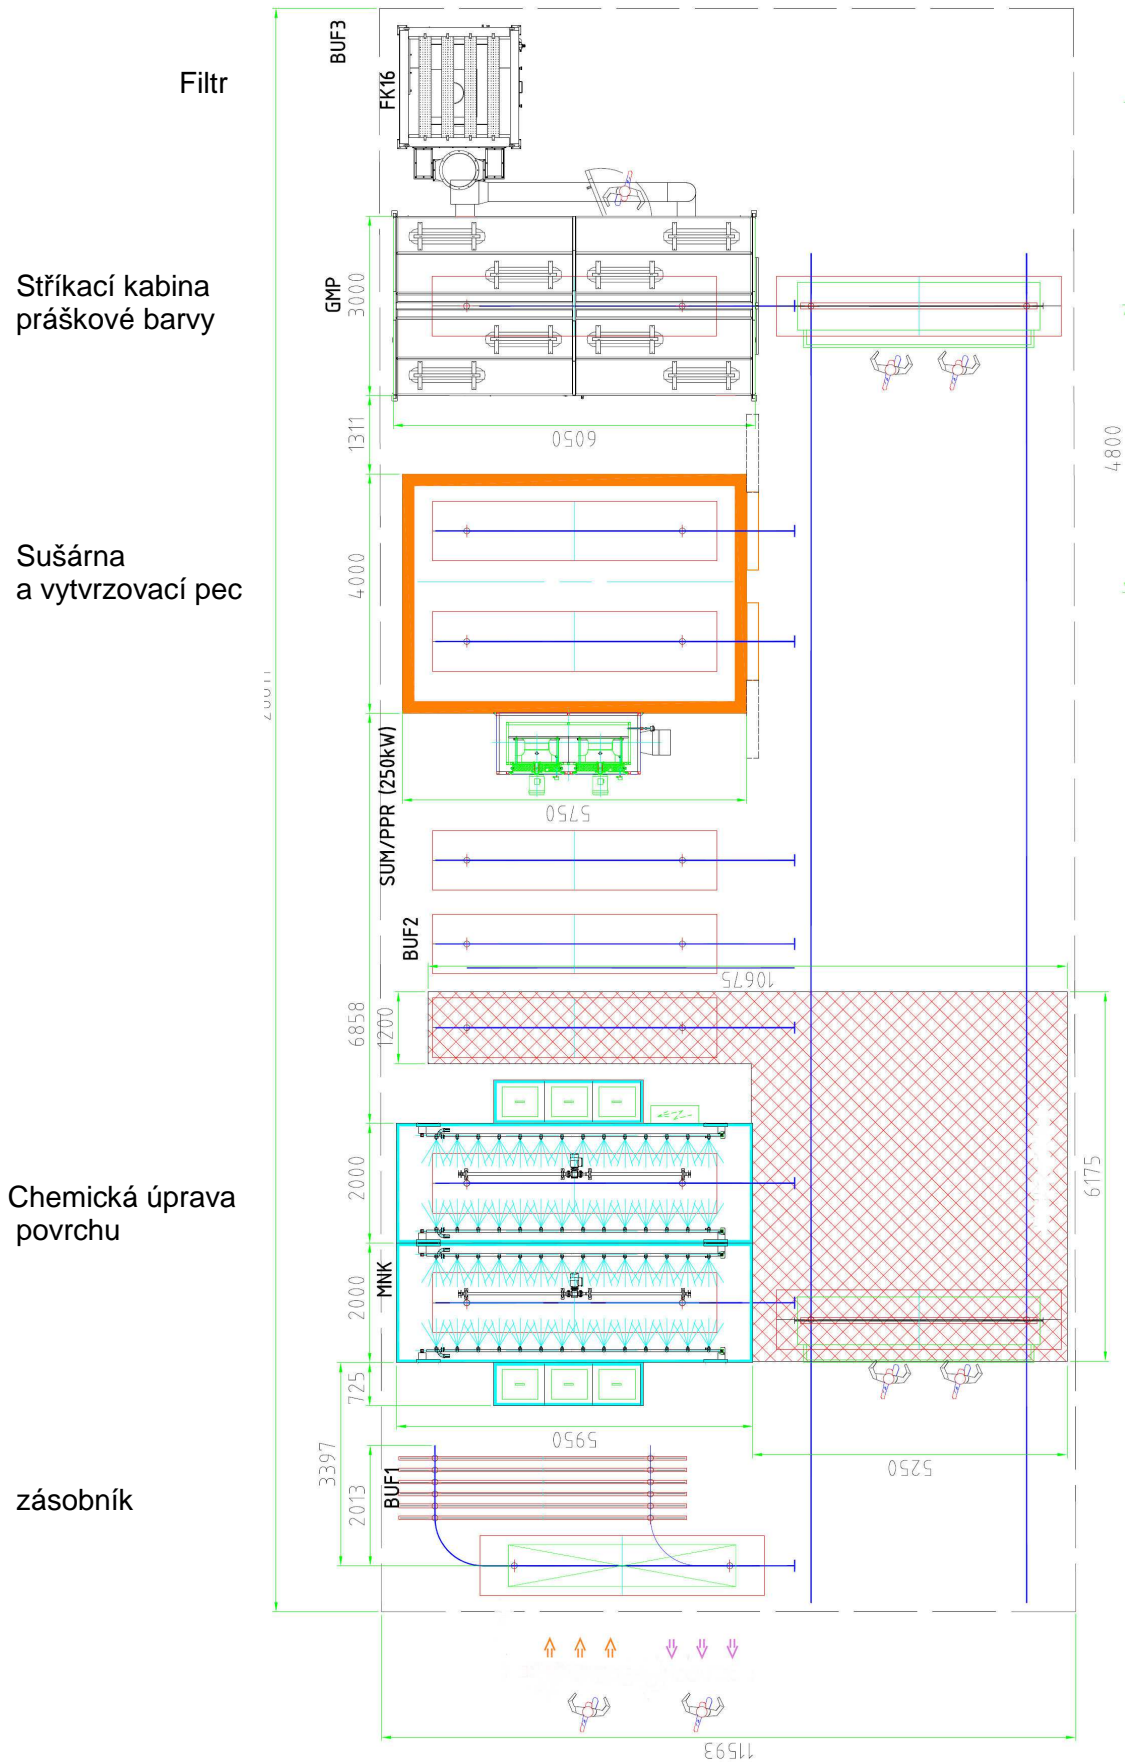 BUF3
FK16
Filtr
Stříkací kabina
práškové barvy
GMP
3000
6050
1311
4800
Sušárna
a vytvrzovací pec
4000
SUM/PPR (250kW)
5750
BUF2
10675
6858
1200
6175
2000
Chemická úprava
povrchu
2000
MNK
725
5950
5250
3397
2013
BUF1
zásobník
11593